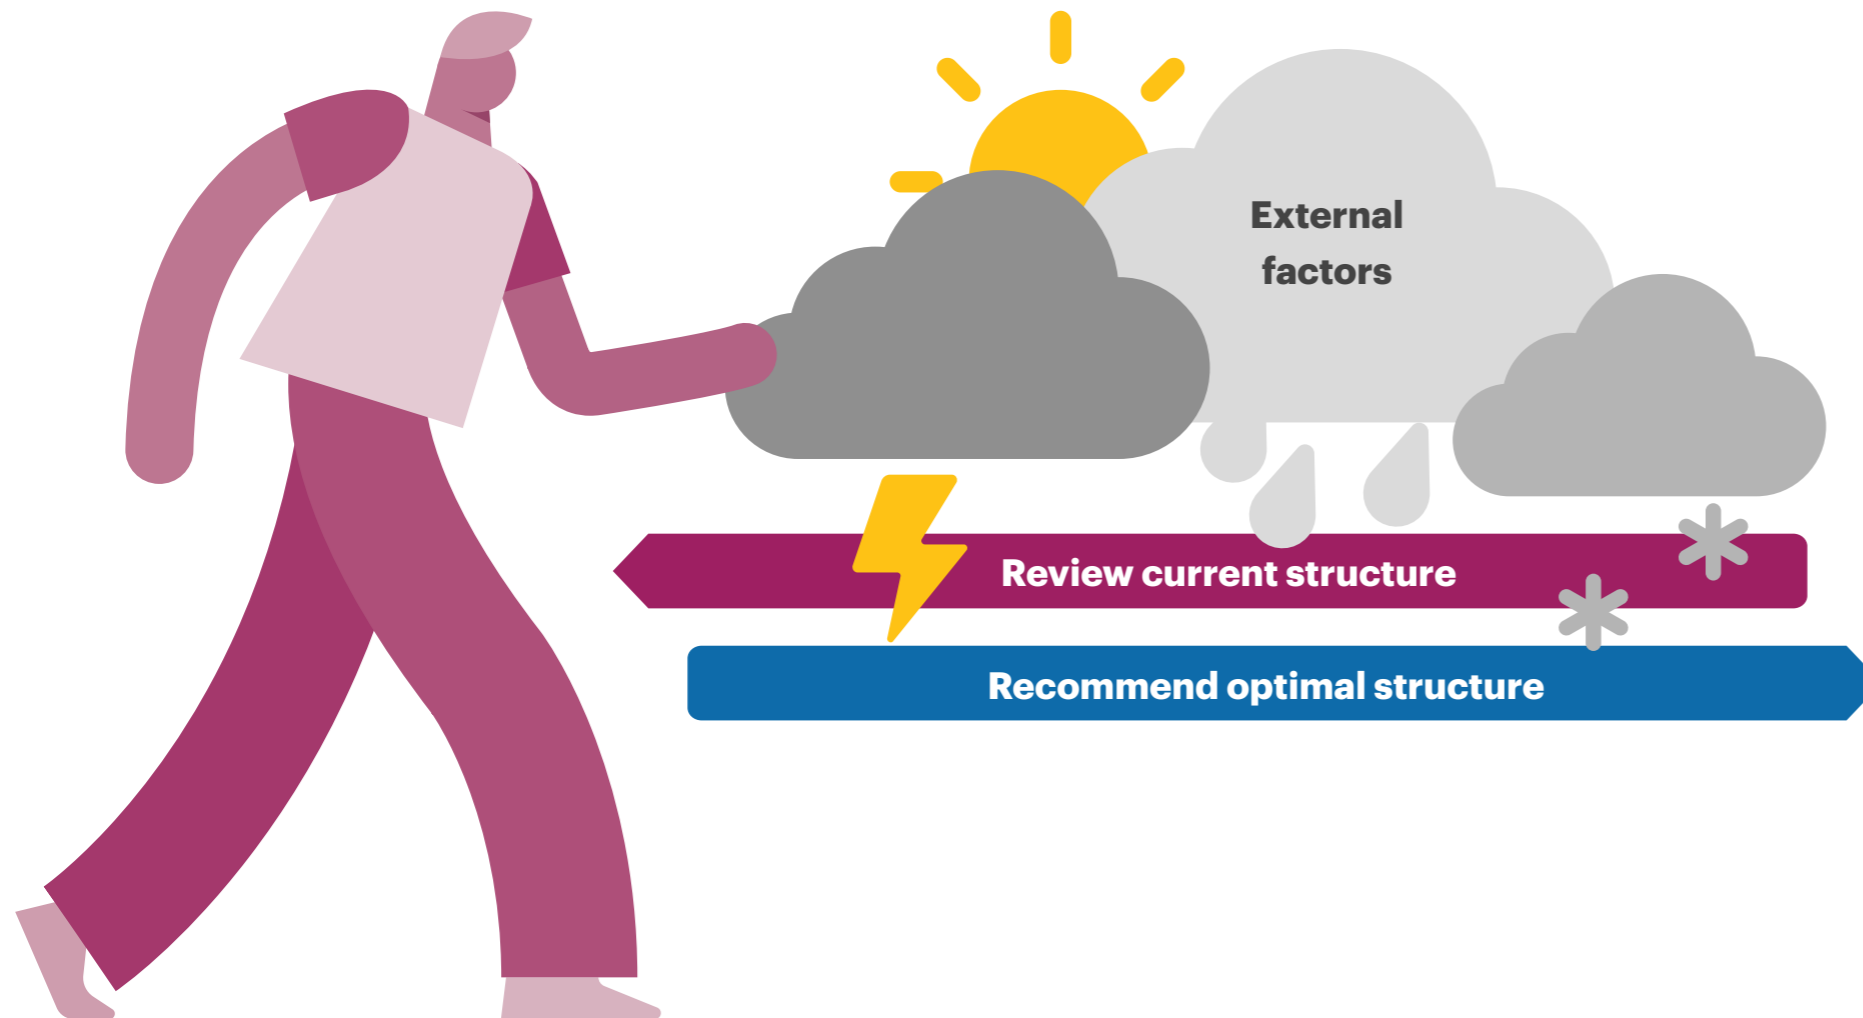 External
factors
Review current structure
Recommend optimal structure